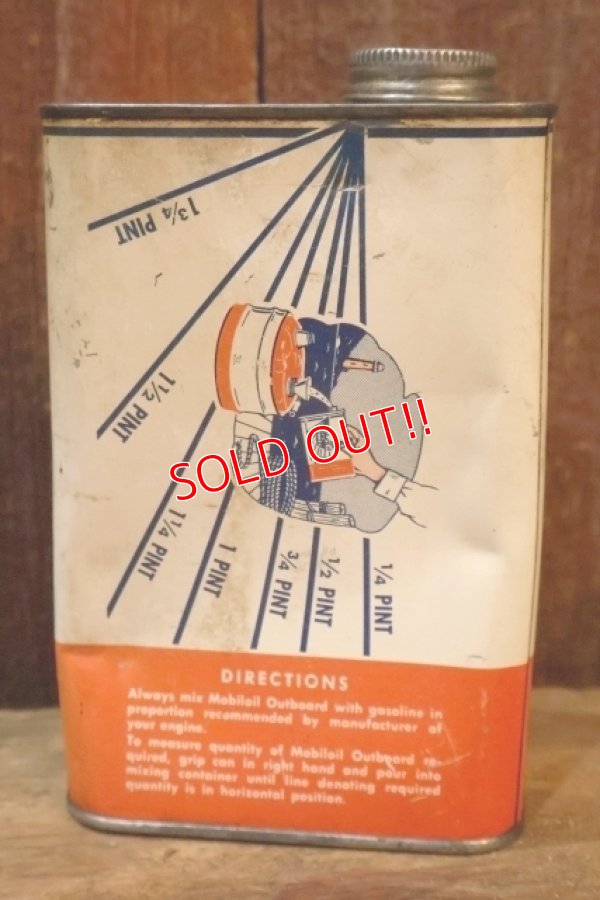 1 3/4 PINT
1 1/2 PINT
SOLD OUT!!
1 1/4 PINT
1 PINT
3/4 PINT
1/2 PINT
1/4 PINT
DIRECTIONS
Always mix Mobiloil Outboard with gasoline in
proportion recommended by manufacturer of
your engine.
To measure quantity of Mobiloil Outboard re-
quired, grip can in right hand and pour into
mixing container until line denoting required
quantity is in horizontal position.